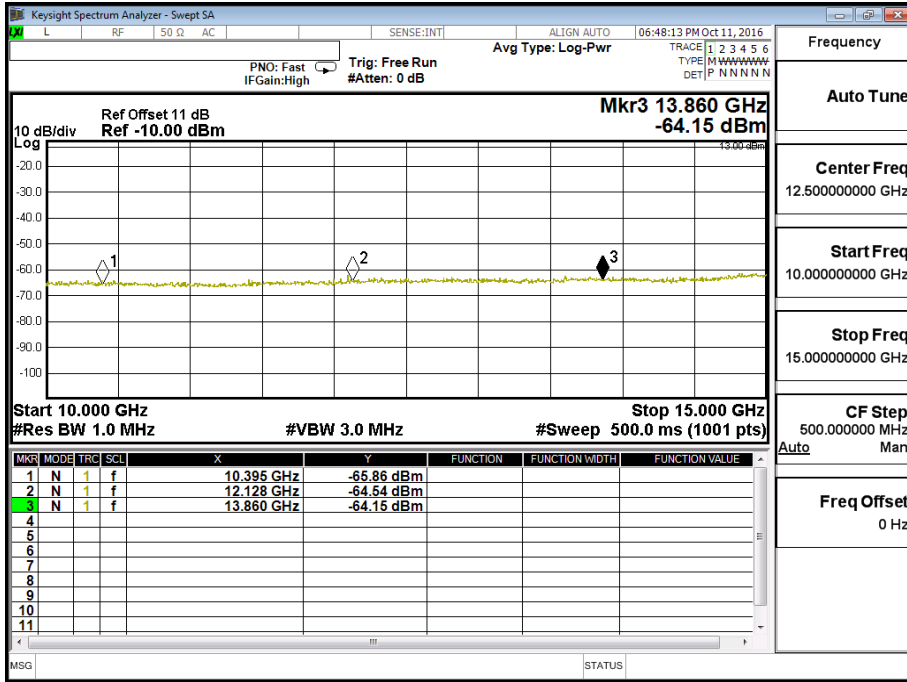 Keysight Spectrum Analyzer - Swept SA
LXI L RF 50 Ω AC SENSE:INT ALIGN AUTO 06:48:13 PM Oct 11, 2016
Avg Type: Log-Pwr
TRACE 1 2 3 4 5 6
TYPE M WWWWW
DET P N N N N N
PNO: Fast
IFGain:High
Trig: Free Run
#Atten: 0 dB
Mkr3 13.860 GHz
-64.15 dBm
Ref Offset 11 dB
10 dB/div Ref -10.00 dBm
Log
-13.00 dBm
-20.0
-30.0
-40.0
-50.0
-60.0
-70.0
-80.0
-90.0
-100
1
2
3
Start 10.000 GHz Stop 15.000 GHz
#Res BW 1.0 MHz #VBW 3.0 MHz #Sweep 500.0 ms (1001 pts)
MKR MODE TRC SCL X Y FUNCTION FUNCTION WIDTH FUNCTION VALUE
1 N 1 f 10.395 GHz -65.86 dBm
2 N 1 f 12.128 GHz -64.54 dBm
3 N 1 f 13.860 GHz -64.15 dBm
4
5
6
7
8
9
10
11
MSG STATUS
Frequency
Auto Tune
Center Freq
12.500000000 GHz
Start Freq
10.000000000 GHz
Stop Freq
15.000000000 GHz
CF Step
500.000000 MHz
Auto Man
Freq Offset
0 Hz